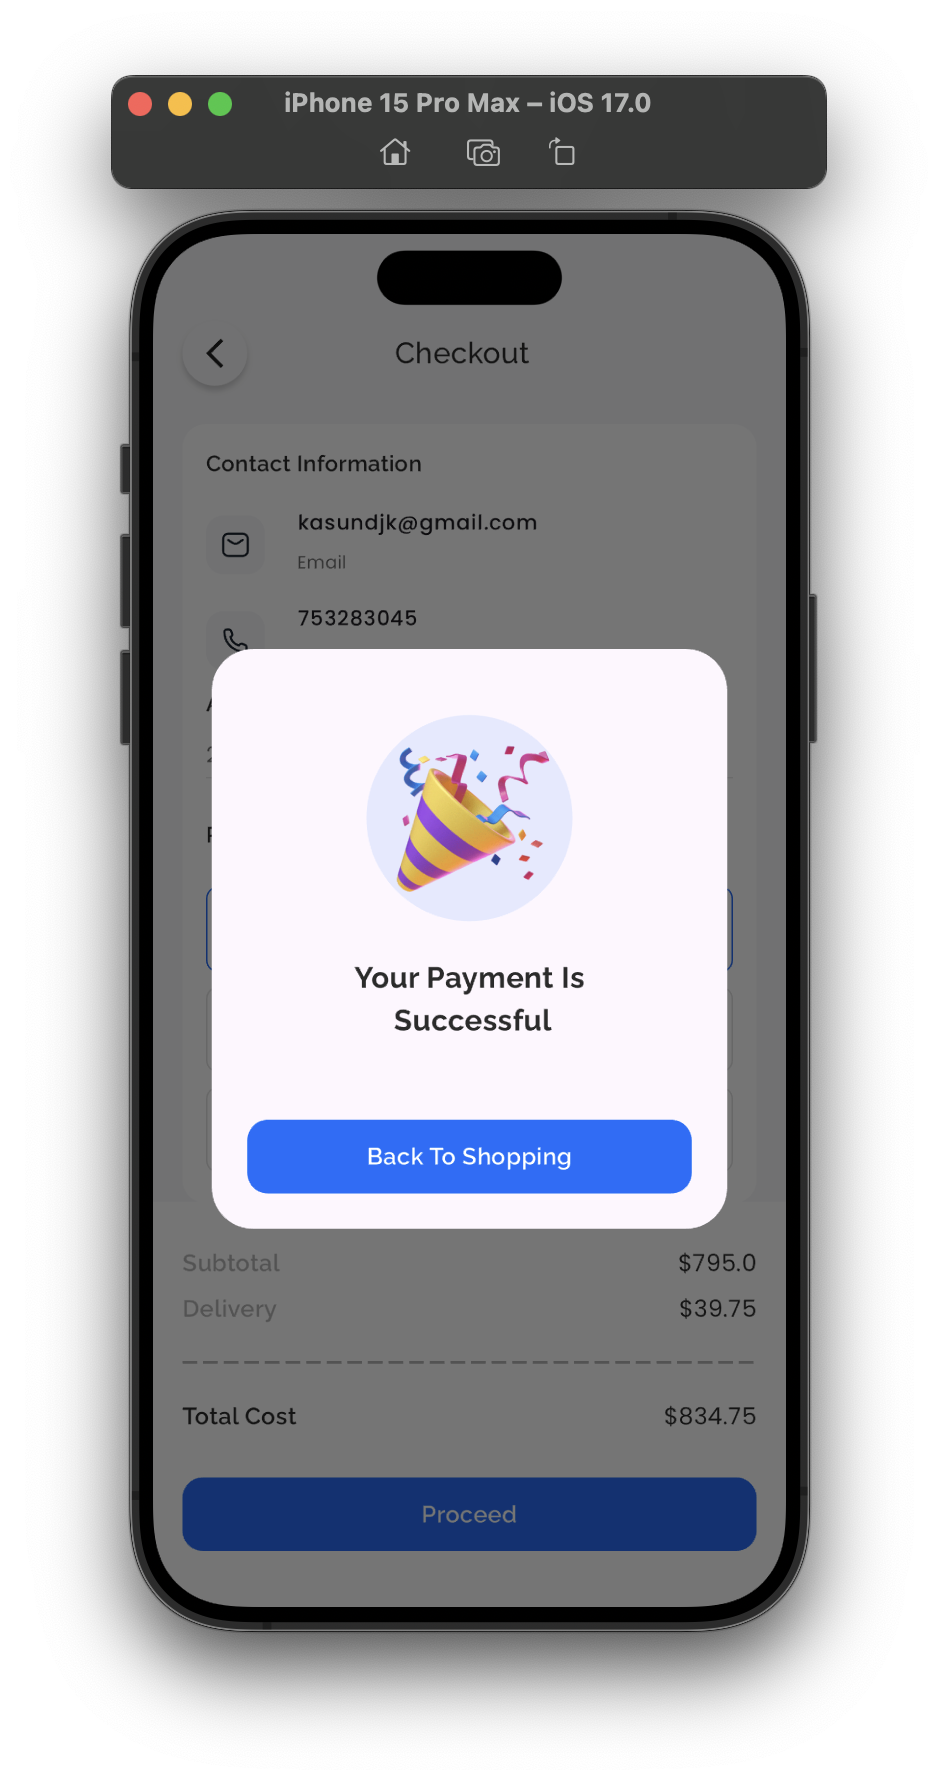 iPhone 15 Pro Max – iOS 17.0
Checkout
Contact Information
kasundjk@gmail.com
Email
753283045
Your Payment Is
Successful
Back To Shopping
Subtotal
$795.0
Delivery
$39.75
Total Cost
$834.75
Proceed